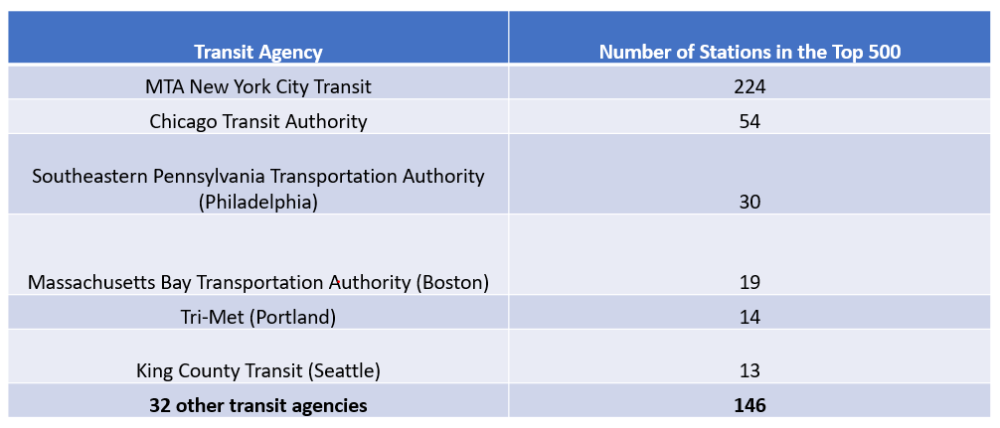 Transit Agency Number of Stations in the Top 500
MTA New York City Transit 224
Chicago Transit Authority 54
Southeastern Pennsylvania Transportation Authority
(Philadelphia) 30
Massachusetts Bay Transportation Authority (Boston) 19
Tri-Met (Portland) 14
King County Transit (Seattle) 13
32 other transit agencies 146